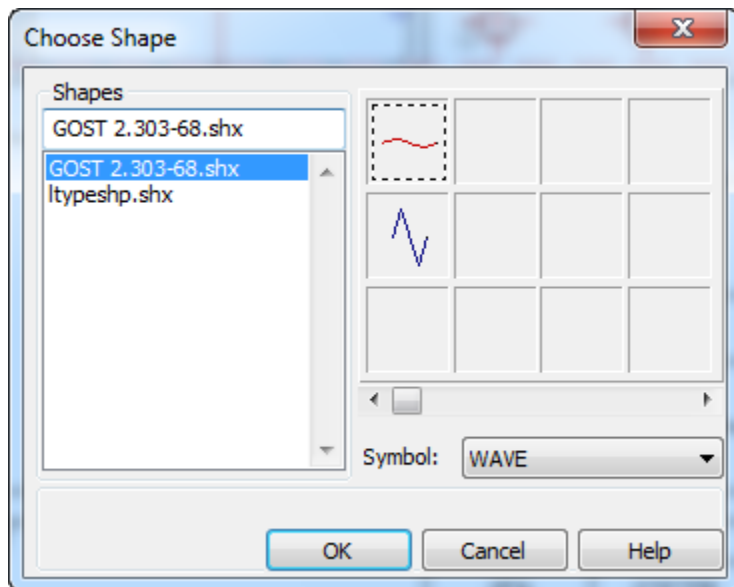 Choose Shape
Shapes
GOST 2.303-68.shx
GOST 2.303-68.shx
ltypeshp.shx
Symbol:
WAVE
OK
Cancel
Help